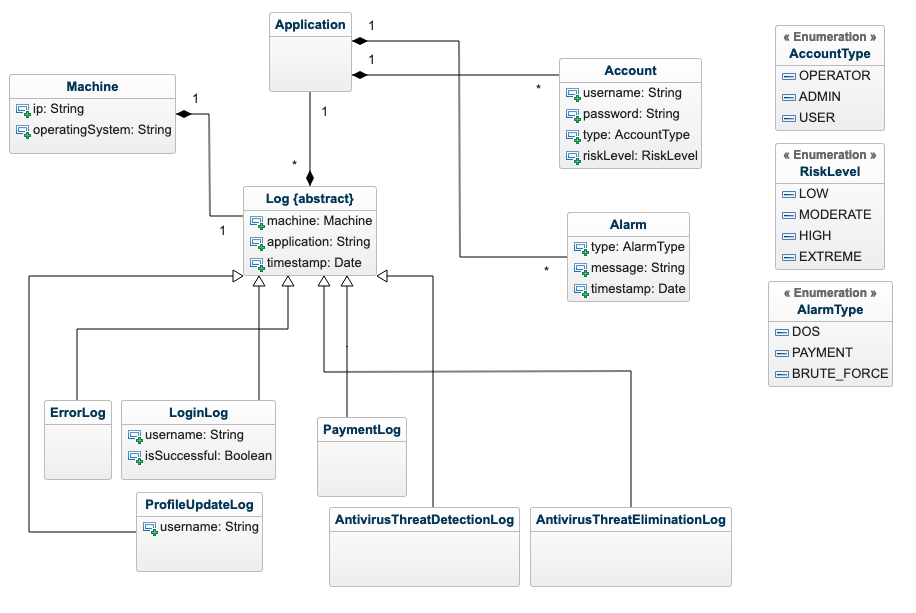 Application
1
1
Machine
ip: String
operatingSystem: String
1
1
*
1
Log {abstract}
machine: Machine
application: String
timestamp: Date
*
Account
username: String
password: String
type: AccountType
riskLevel: RiskLevel
*
Alarm
type: AlarmType
message: String
timestamp: Date
« Enumeration »
AccountType
OPERATOR
ADMIN
USER
« Enumeration »
RiskLevel
LOW
MODERATE
HIGH
EXTREME
« Enumeration »
AlarmType
DOS
PAYMENT
BRUTE_FORCE
ErrorLog
LoginLog
username: String
isSuccessful: Boolean
PaymentLog
ProfileUpdateLog
username: String
AntivirusThreatDetectionLog
AntivirusThreatEliminationLog